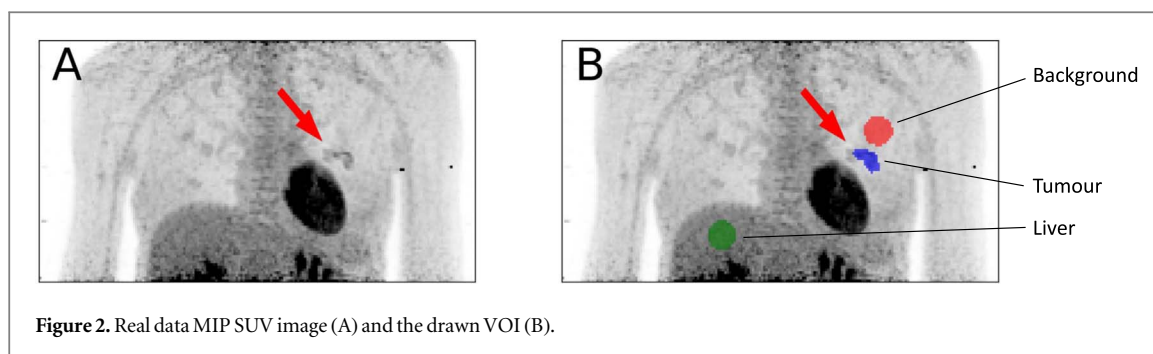 A
B
Background
Tumour
Liver
Figure 2. Real data MIP SUV image (A) and the drawn VOI (B).